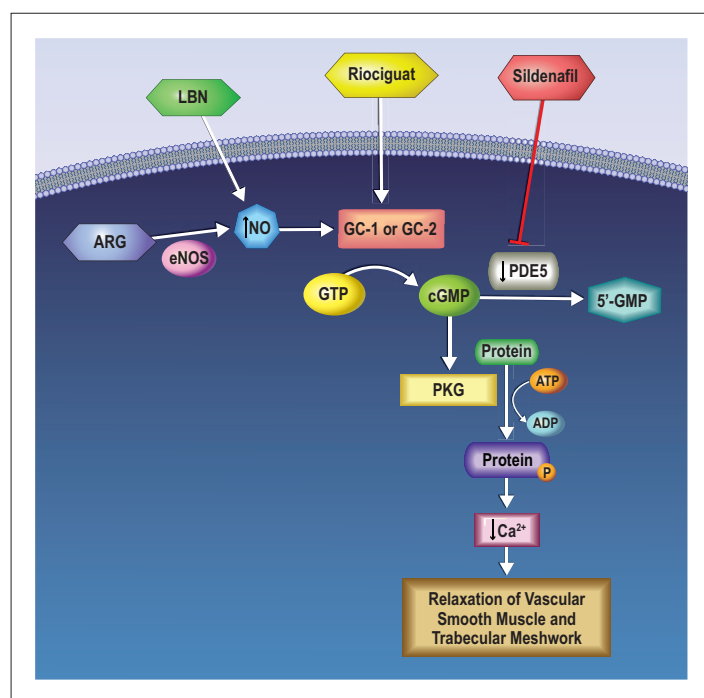 Riociguat
Sildenafil
LBN
ARG
eNOS
↑NO
GC-1 or GC-2
↓PDE5
GTP
cGMP
5’-GMP
Protein
PKG
ATP
ADP
Protein
P
↓Ca²⁺
Relaxation of Vascular
Smooth Muscle and
Trabecular Meshwork